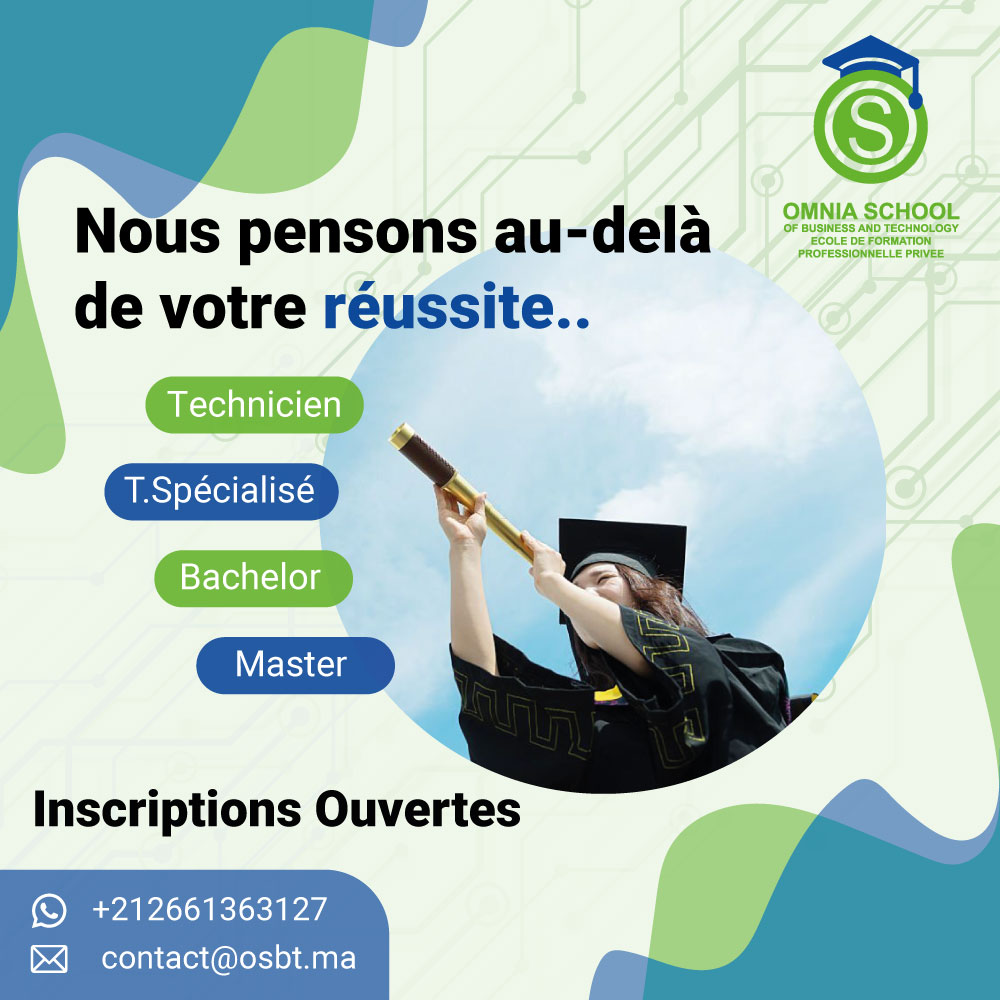 S
OMNIA SCHOOL
OF BUSINESS AND TECHNOLOGY
ECOLE DE FORMATION
PROFESSIONNELLE PRIVEE
Nous pensons au-delà
de votre réussite..
Technicien
T.Spécialisé
Bachelor
Master
Inscriptions Ouvertes
+212661363127
contact@osbt.ma